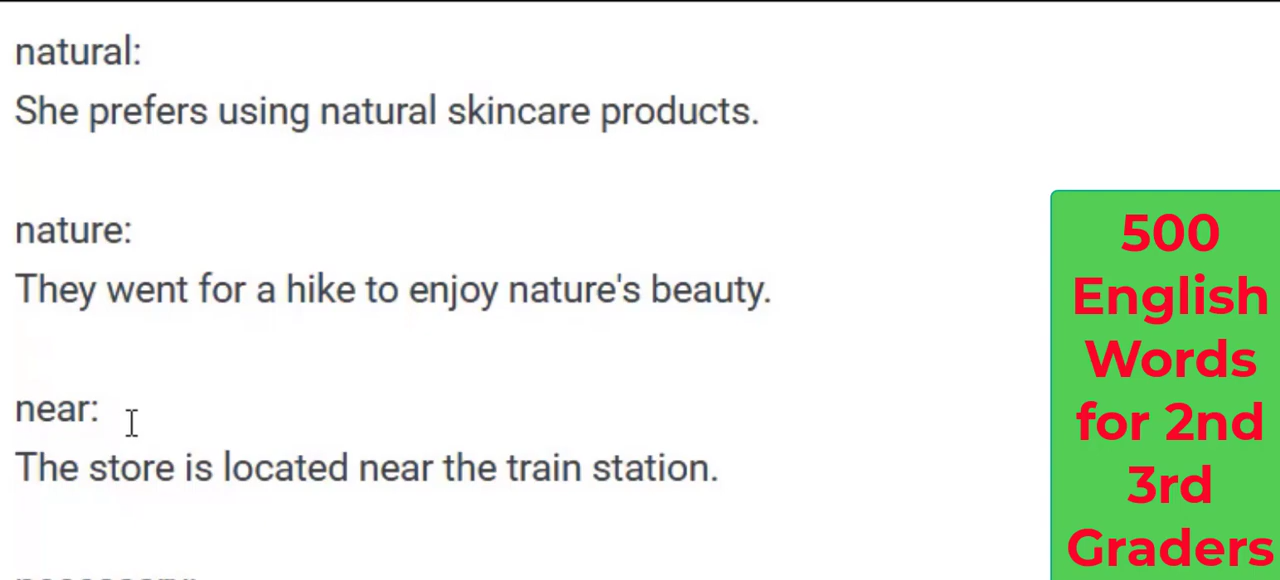 natural:
She prefers using natural skincare products.
nature:
They went for a hike to enjoy nature's beauty.
near:
The store is located near the train station.
500
English
Words
for 2nd
3rd
Graders